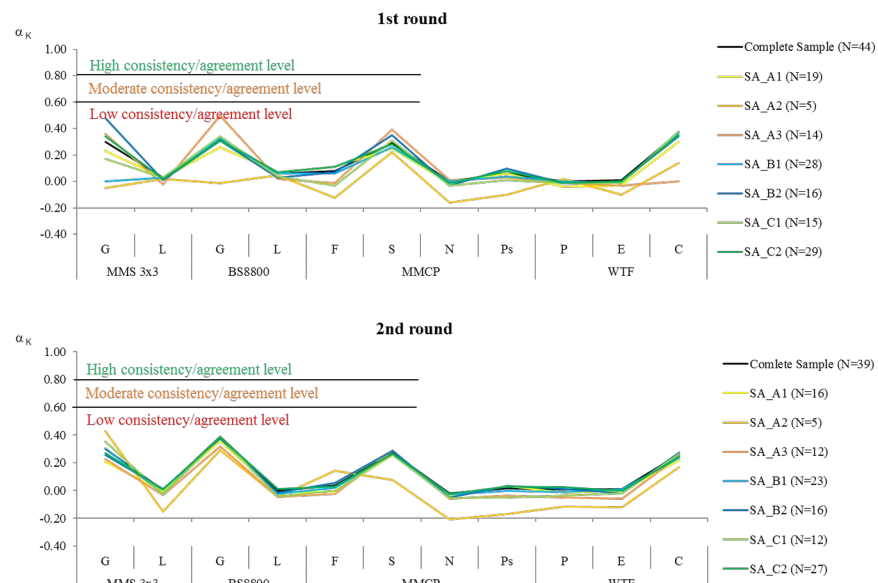 1st round
α K
1.00
0.80
0.60
0.40
0.20
0.00
-0.20
-0.40
High consistency/agreement level
Moderate consistency/agreement level
Low consistency/agreement level
G L G L F S N Ps P E C
MMS 3x3 BS8800 MMCP WTF
Complete Sample (N=44)
SA_A1 (N=19)
SA_A2 (N=5)
SA_A3 (N=14)
SA_B1 (N=28)
SA_B2 (N=16)
SA_C1 (N=15)
SA_C2 (N=29)
2nd round
α K
1.00
0.80
0.60
0.40
0.20
0.00
-0.20
-0.40
High consistency/agreement level
Moderate consistency/agreement level
Low consistency/agreement level
G L G L F S N Ps P E C
MMS 3x3 BS8800 MMCP WTF
Comlete Sample (N=39)
SA_A1 (N=16)
SA_A2 (N=5)
SA_A3 (N=12)
SA_B1 (N=23)
SA_B2 (N=16)
SA_C1 (N=12)
SA_C2 (N=27)